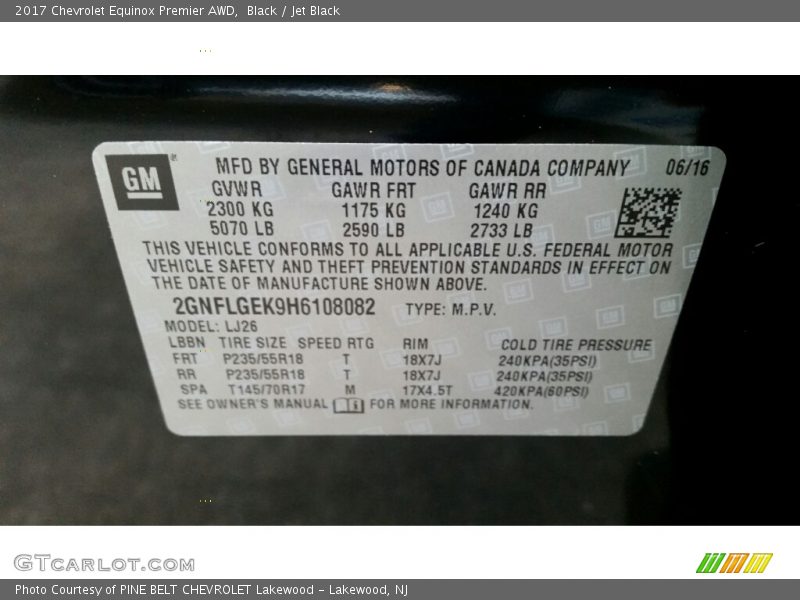 2017 Chevrolet Equinox Premier AWD, Black / Jet Black
GM
MFD BY GENERAL MOTORS OF CANADA COMPANY 06/16
GVWR GAWR FRT GAWR RR
2300 KG 1175 KG 1240 KG
5070 LB 2590 LB 2733 LB
THIS VEHICLE CONFORMS TO ALL APPLICABLE U.S. FEDERAL MOTOR
VEHICLE SAFETY AND THEFT PREVENTION STANDARDS IN EFFECT ON
THE DATE OF MANUFACTURE SHOWN ABOVE.
2GNFLGEK9H6108082 TYPE: M.P.V.
MODEL: LJ26
LBBN TIRE SIZE SPEED RTG RIM COLD TIRE PRESSURE
FRT P235/55R18 T 18X7J 240KPA(35PSI)
RR P235/55R18 T 18X7J 240KPA(35PSI)
SPA T145/70R17 M 17X4.5T 420KPA(60PSI)
SEE OWNER'S MANUAL FOR MORE INFORMATION.
GTCARLOT.COM
Photo Courtesy of PINE BELT CHEVROLET Lakewood - Lakewood, NJ